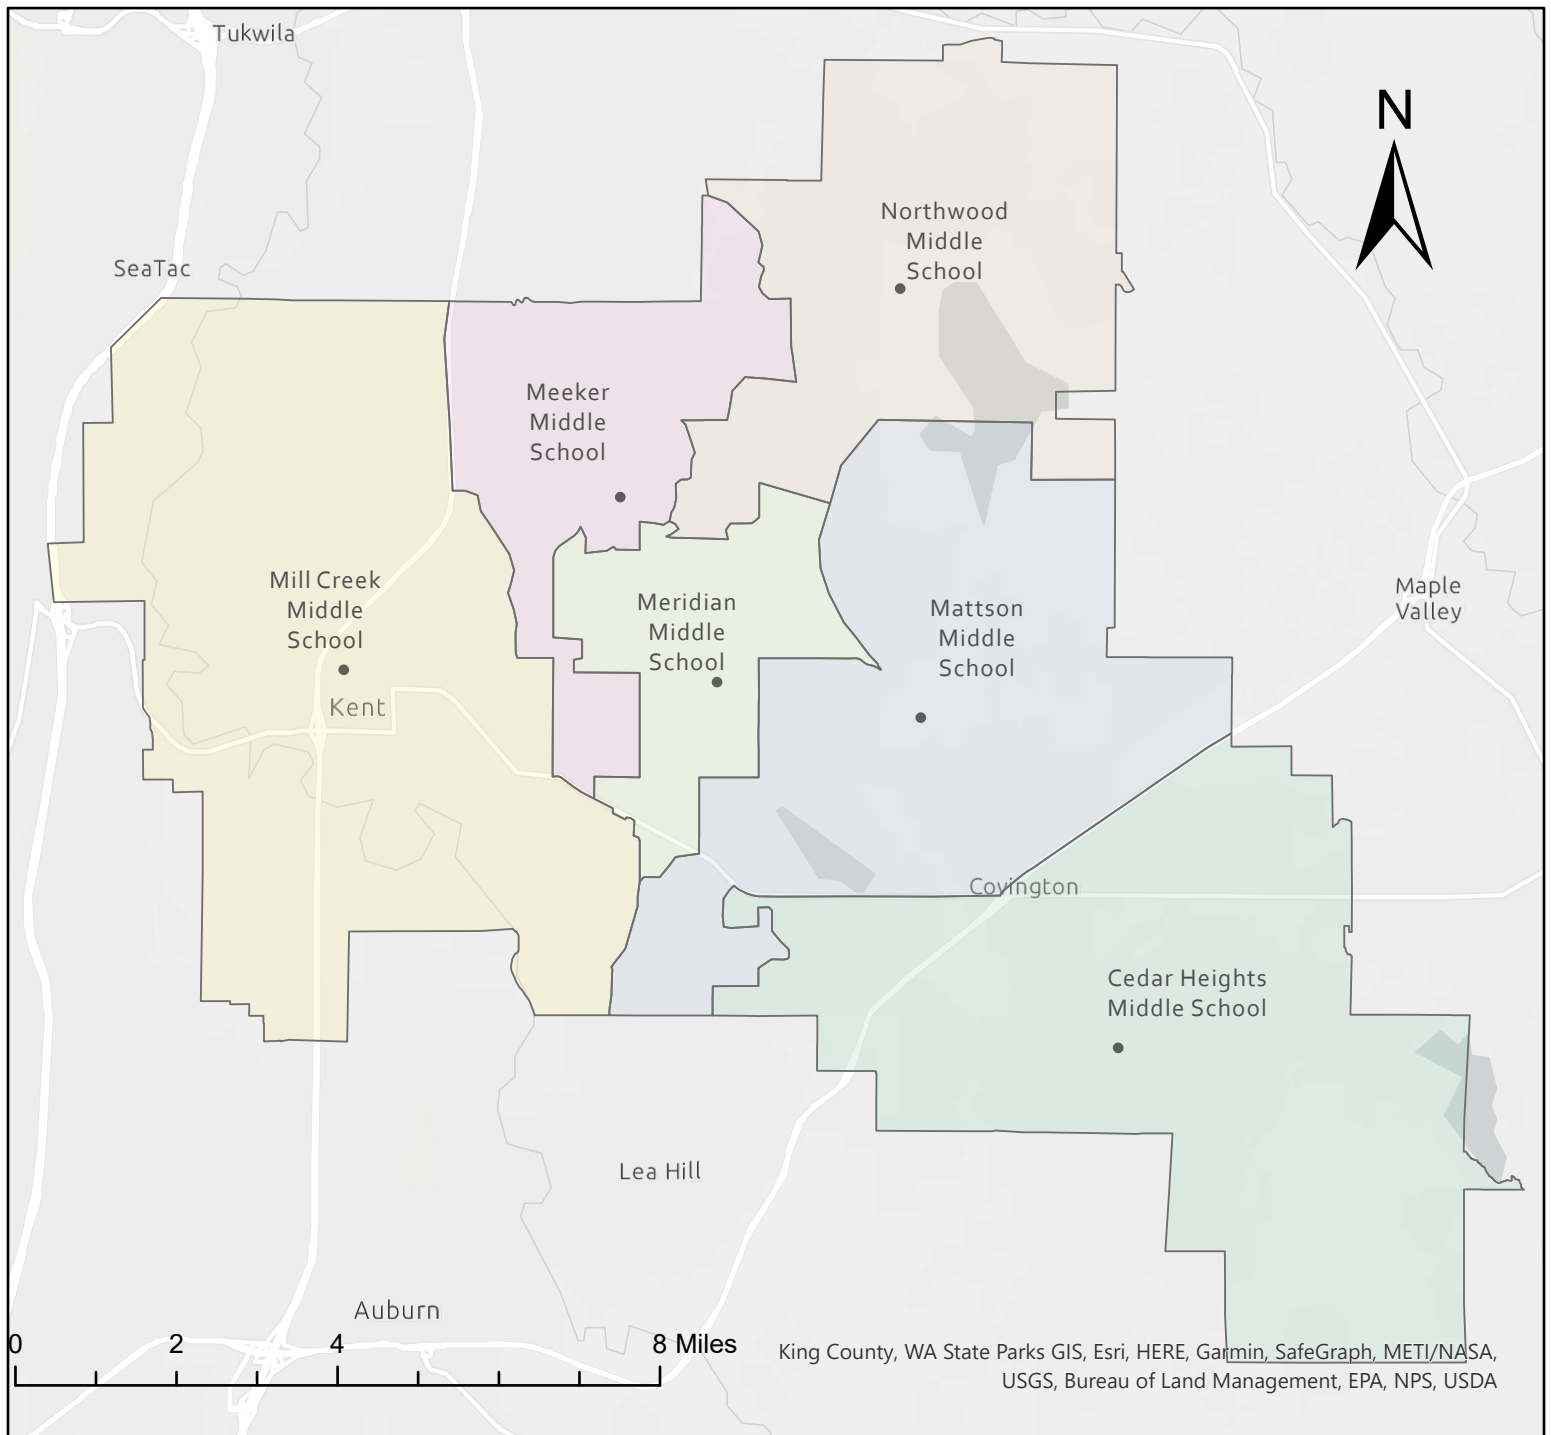 Tukwila
N
Northwood
Middle
School
SeaTac
Meeker
Middle
School
Mill Creek
Middle
School
Meridian
Middle
School
Mattson
Middle
School
Maple
Valley
Kent
Covington
Cedar Heights
Middle School
Lea Hill
Auburn
0 2 4 8 Miles
King County, WA State Parks GIS, Esri, HERE, Garmin, SafeGraph, METI/NASA,
USGS, Bureau of Land Management, EPA, NPS, USDA